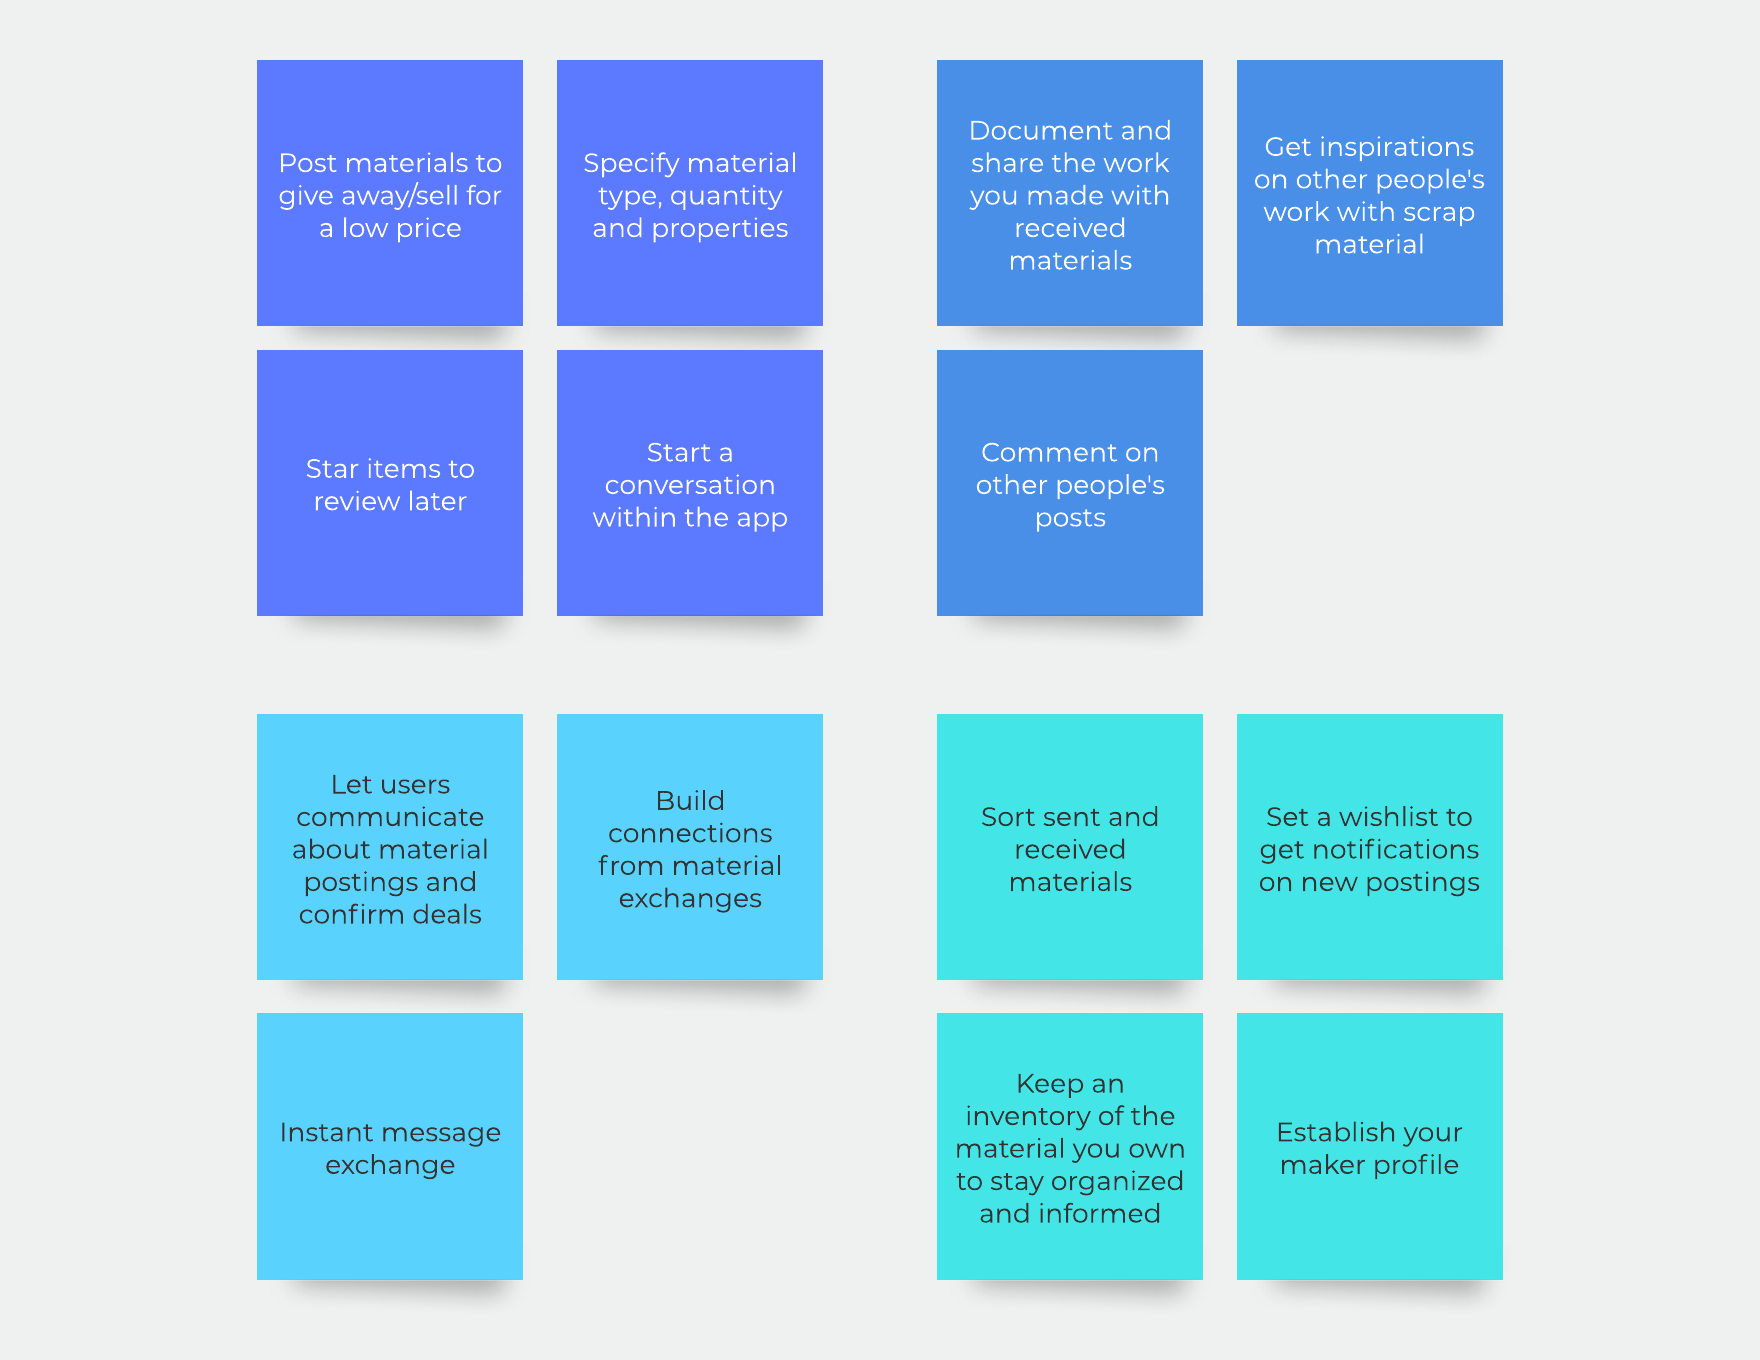 Post materials to
give away/sell for
a low price
Specify material
type, quantity
and properties
Star items to
review later
Start a
conversation
within the app
Document and
share the work
you made with
received
materials
Get inspirations
on other people's
work with scrap
material
Comment on
other people's
posts
Let users
communicate
about material
postings and
confirm deals
Build
connections
from material
exchanges
Instant message
exchange
Sort sent and
received
materials
Set a wishlist to
get notifications
on new postings
Keep an
inventory of the
material you own
to stay organized
and informed
Establish your
maker profile